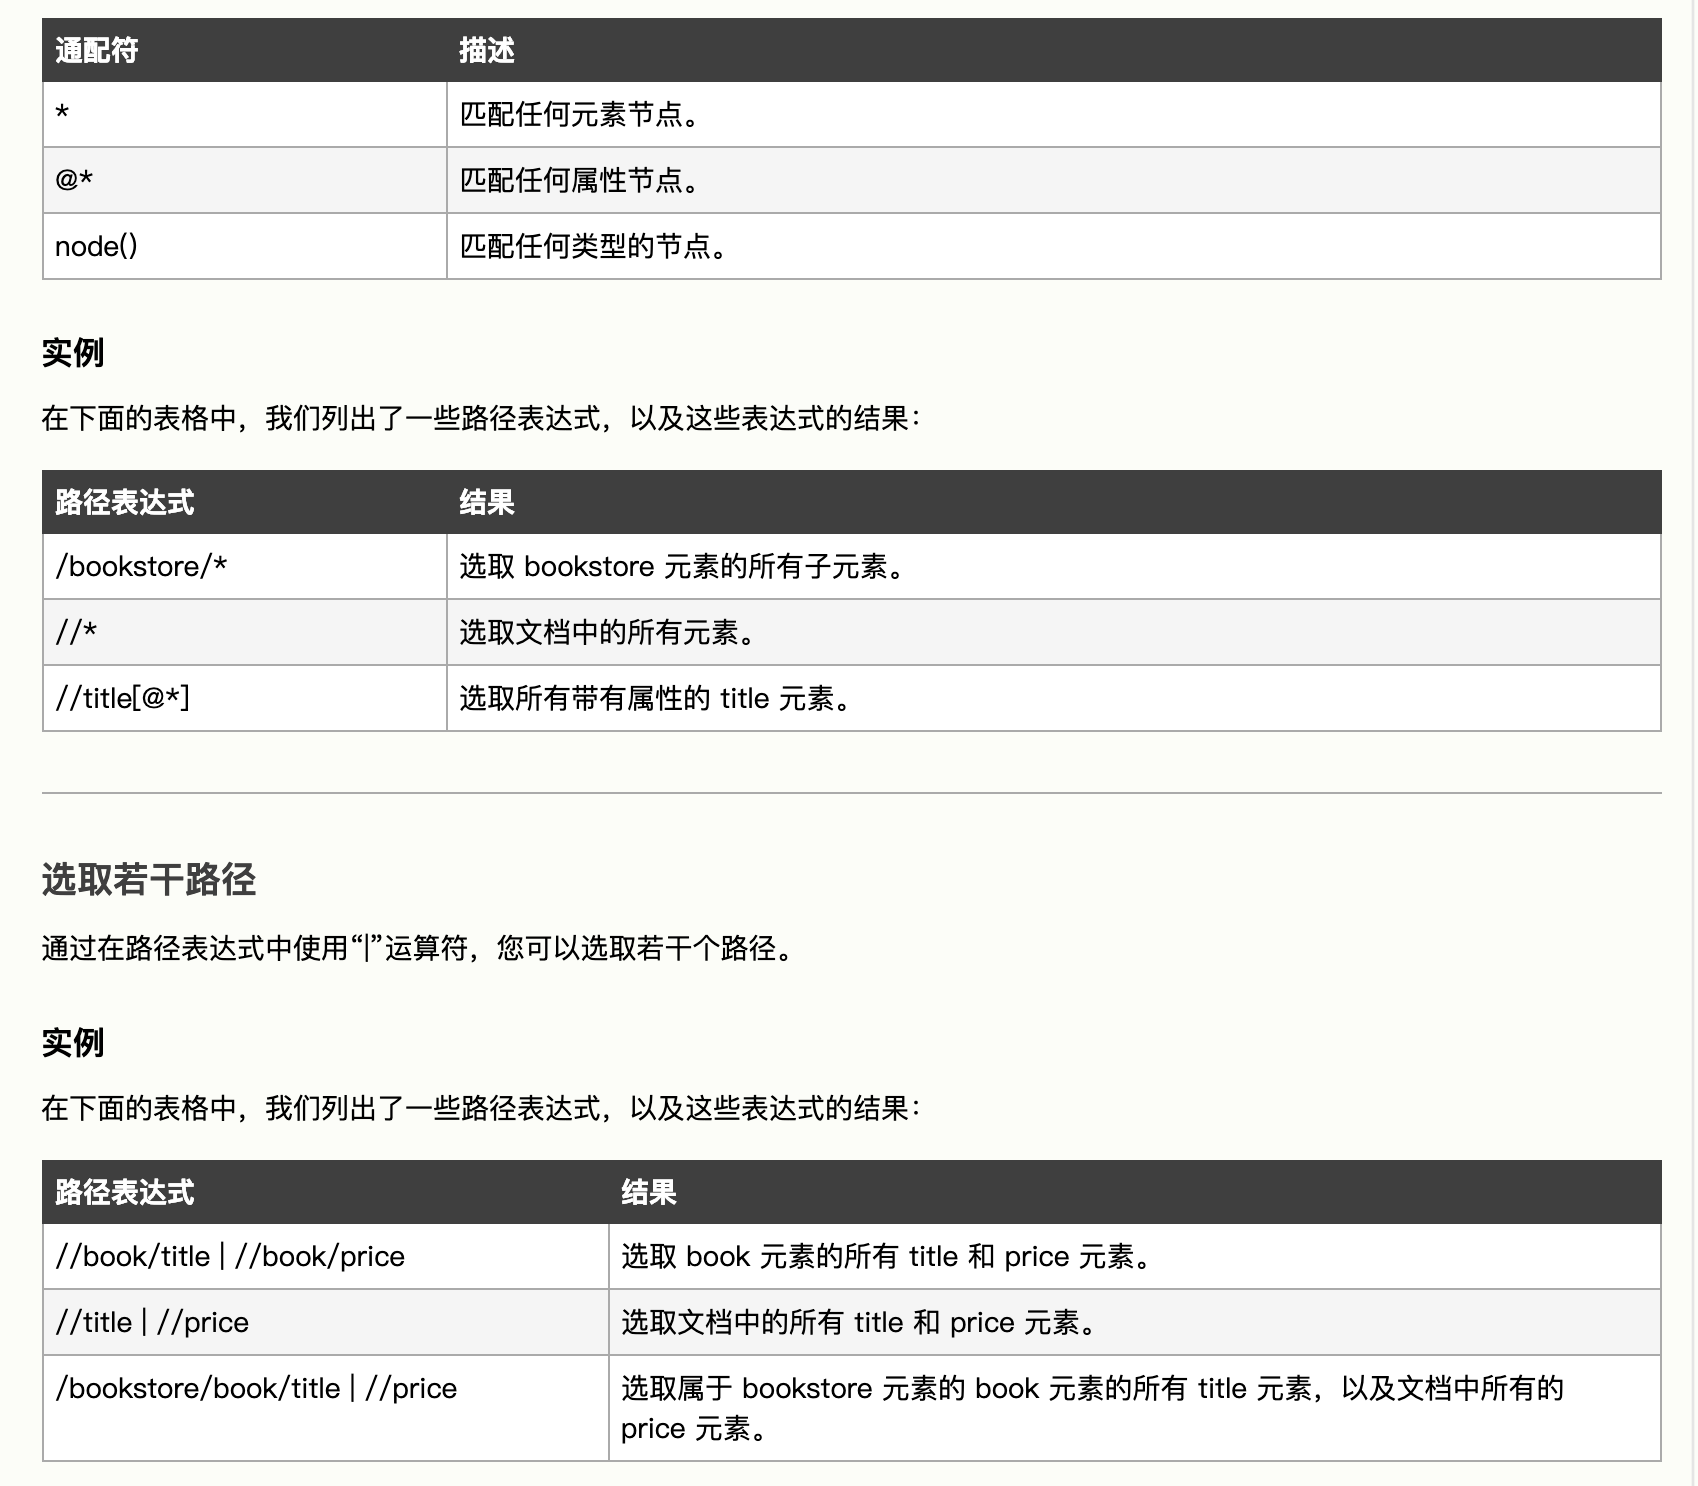 通配符 描述
* 匹配任何元素节点。
@* 匹配任何属性节点。
node() 匹配任何类型的节点。
实例
在下面的表格中，我们列出了一些路径表达式，以及这些表达式的结果：
路径表达式 结果
/bookstore/* 选取 bookstore 元素的所有子元素。
//* 选取文档中的所有元素。
//title[@*] 选取所有带有属性的 title 元素。
选取若干路径
通过在路径表达式中使用“|”运算符，您可以选取若干个路径。
实例
在下面的表格中，我们列出了一些路径表达式，以及这些表达式的结果：
路径表达式 结果
//book/title | //book/price 选取 book 元素的所有 title 和 price 元素。
//title | //price 选取文档中的所有 title 和 price 元素。
/bookstore/book/title | //price 选取属于 bookstore 元素的 book 元素的所有 title 元素，以及文档中所有的
price 元素。